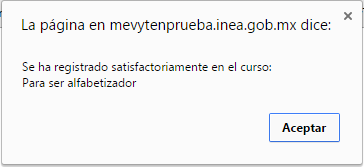 La página en mevytenprueba.inea.gob.mx dice:
Se ha registrado satisfactoriamente en el curso:
Para ser alfabetizador
Aceptar